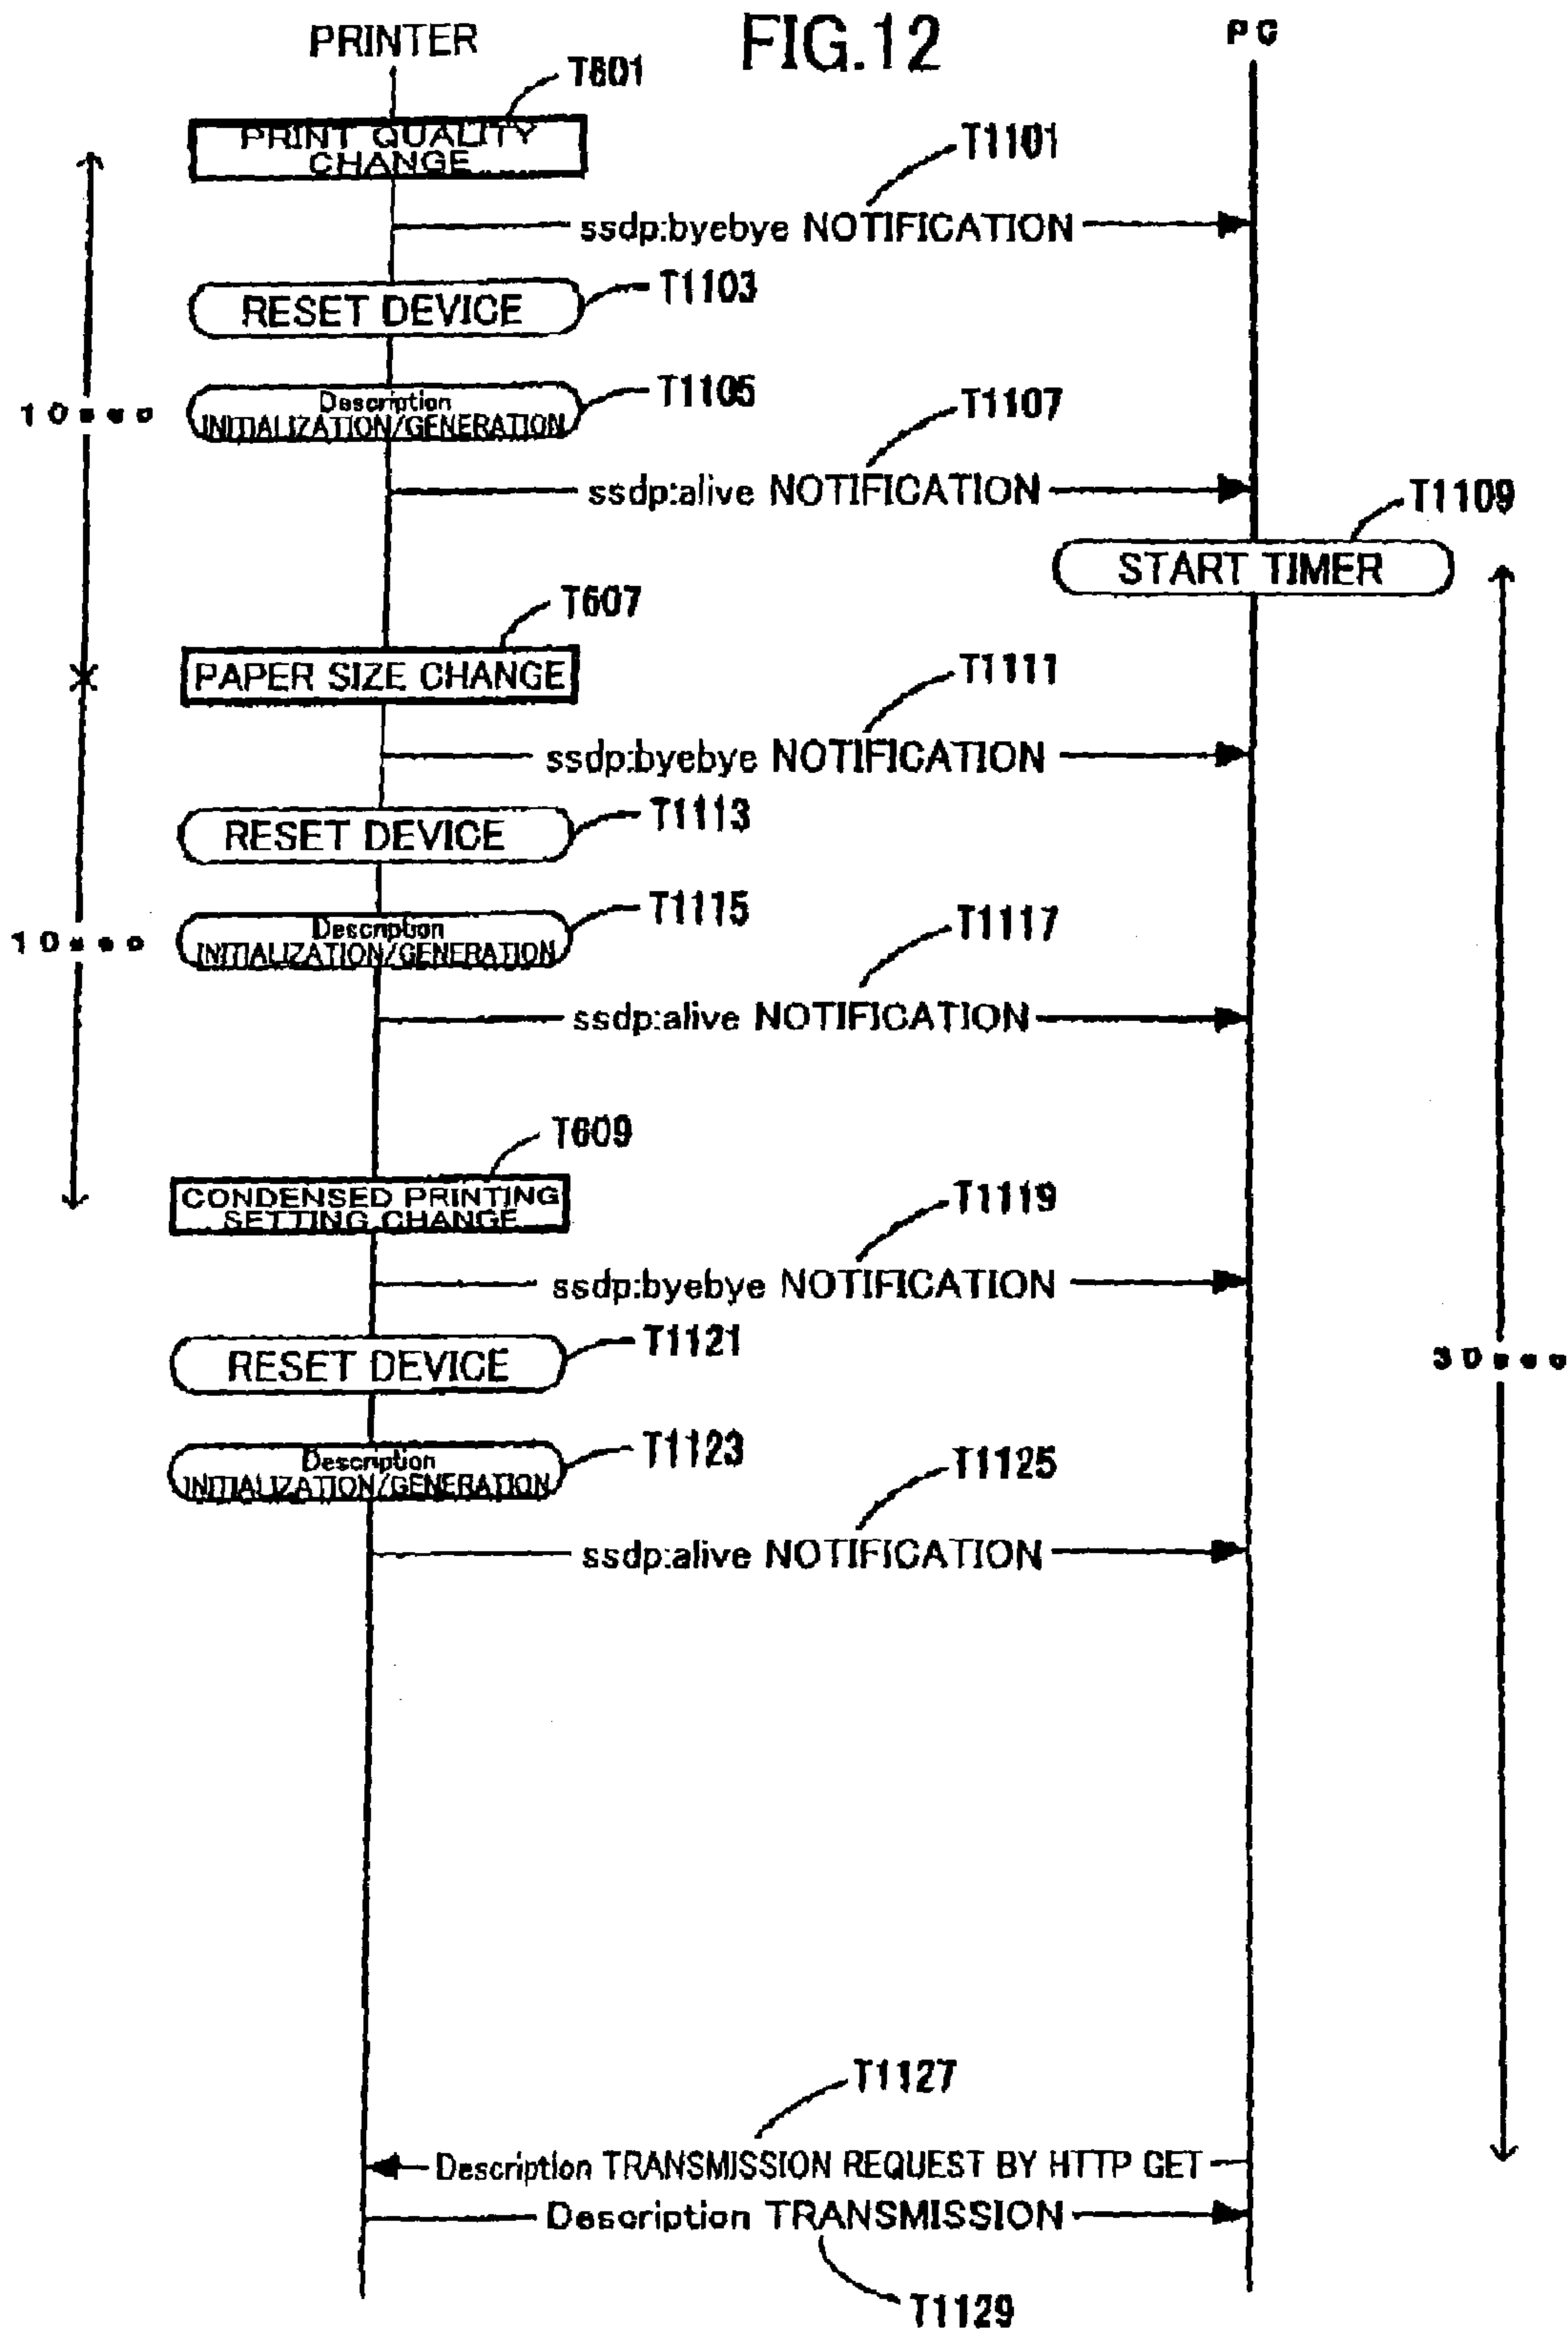 FIG.12
PRINTER
PC
T601
PRINT QUALITY
CHANGE
T1101
ssdp:byebye NOTIFICATION
RESET DEVICE
T1103
Description
INITIALIZATION/GENERATION
T1105
10
T1107
ssdp:alive NOTIFICATION
T1109
START TIMER
T607
PAPER SIZE CHANGE
T1111
ssdp:byebye NOTIFICATION
RESET DEVICE
T1113
Description
INITIALIZATION/GENERATION
T1115
10
T1117
ssdp:alive NOTIFICATION
T609
CONDENSED PRINTING
SETTING CHANGE
T1119
ssdp:byebye NOTIFICATION
RESET DEVICE
T1121
30
Description
INITIALIZATION/GENERATION
T1123
T1125
ssdp:alive NOTIFICATION
T1127
Description TRANSMISSION REQUEST BY HTTP GET
Description TRANSMISSION
T1129